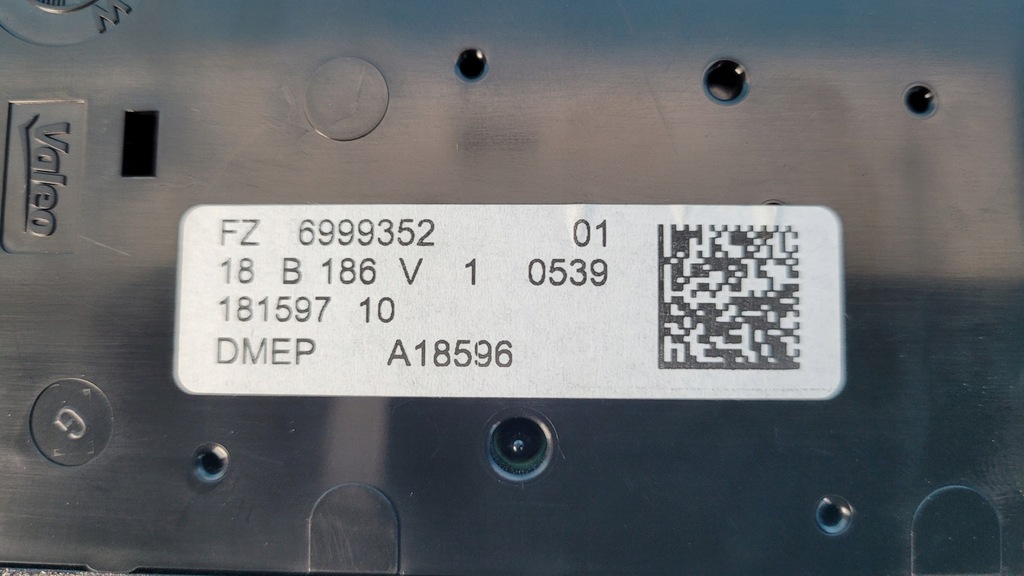 Valeo
FZ 6999352 01
18 B 186 V 1 0539
181597 10
DMEP A18596